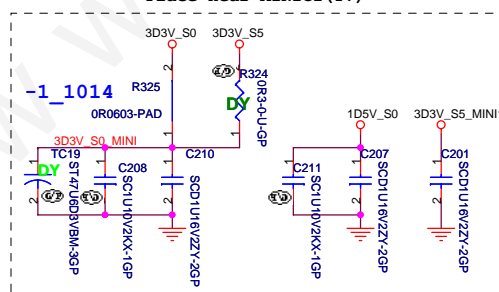 3D3V_S0
3D3V_S5
R325
R324
-1_1014
0R0603-PAD
DY
0R3-0-U-GP
3D3V_S0_MINI
1D5V_S0
3D3V_S5_MINI
TC19
DY
ST47U6D3VBM-3GP
C208
SC1U10V2KX-1GP
C210
SCD1U16V2ZY-2GP
C211
SC1U10V2KX-1GP
C207
SCD1U16V2ZY-2GP
C201
SCD1U16V2ZY-2GP